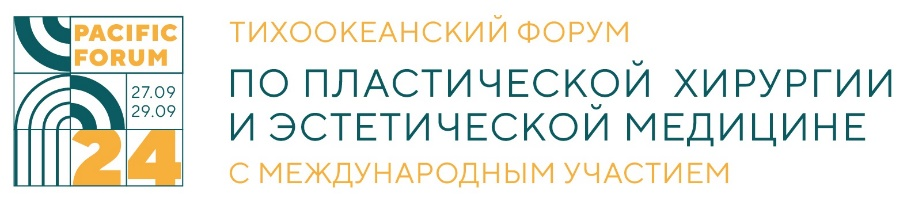 PACIFIC
FORUM
27.09
29.09
24
ТИХООКЕАНСКИЙ ФОРУМ
ПО ПЛАСТИЧЕСКОЙ ХИРУРГИИ
И ЭСТЕТИЧЕСКОЙ МЕДИЦИНЕ
С МЕЖДУНАРОДНЫМ УЧАСТИЕМ